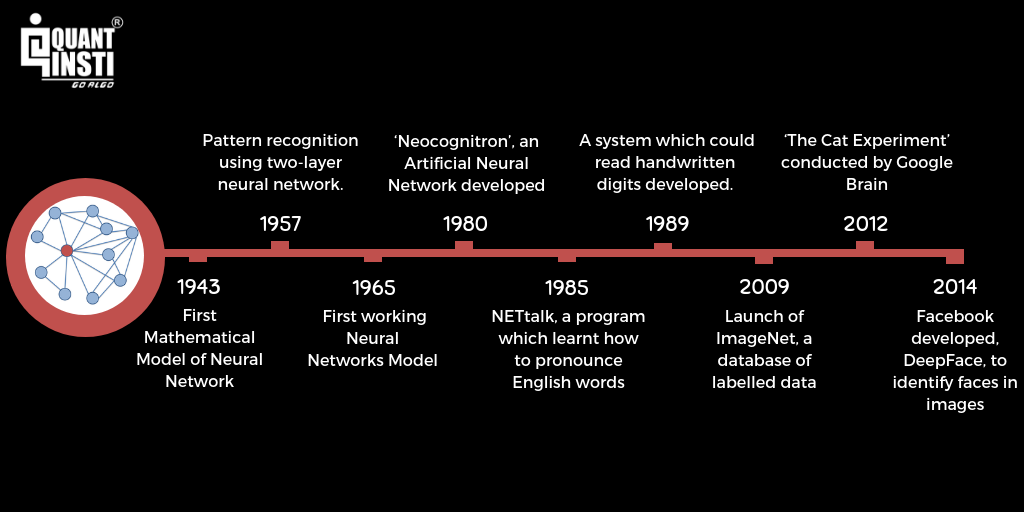 QUANT
INSTI
®
GO ALGO
Pattern recognition
using two-layer
neural network.
1957
‘Neocognitron’, an
Artificial Neural
Network developed
1980
A system which could
read handwritten
digits developed.
1989
‘The Cat Experiment’
conducted by Google
Brain
2012
1943
First
Mathematical
Model of Neural
Network
1965
First working
Neural
Networks Model
1985
NETtalk, a program
which learnt how
to pronounce
English words
2009
Launch of
ImageNet, a
database of
labelled data
2014
Facebook
developed,
DeepFace, to
identify faces in
images